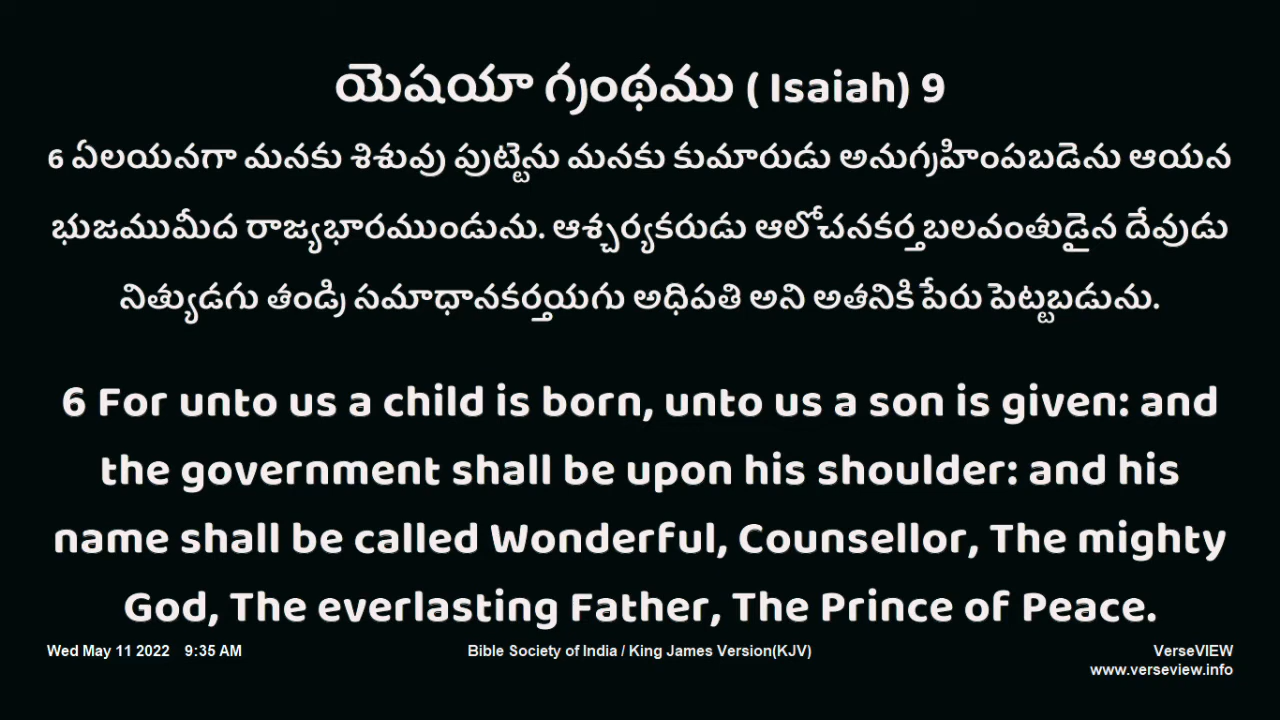 యెషయా గ్రంథము ( Isaiah) 9
6 ఏలయనగా మనకు శిశువు పుట్టెను మనకు కుమారుడు అనుగ్రహింపబడెను ఆయన
భుజముమీద రాజ్యభారముండును. ఆశ్చర్యకరుడు ఆలోచనకర్త బలవంతుడైన దేవుడు
నిత్యుడగు తండ్రి సమాధానకర్తయగు అధిపతి అని అతనికి పేరు పెట్టబడును.
6 For unto us a child is born, unto us a son is given: and
the government shall be upon his shoulder: and his
name shall be called Wonderful, Counsellor, The mighty
God, The everlasting Father, The Prince of Peace.
Wed May 11 2022 9:35 AM
Bible Society of India / King James Version(KJV)
VerseVIEW
www.verseview.info